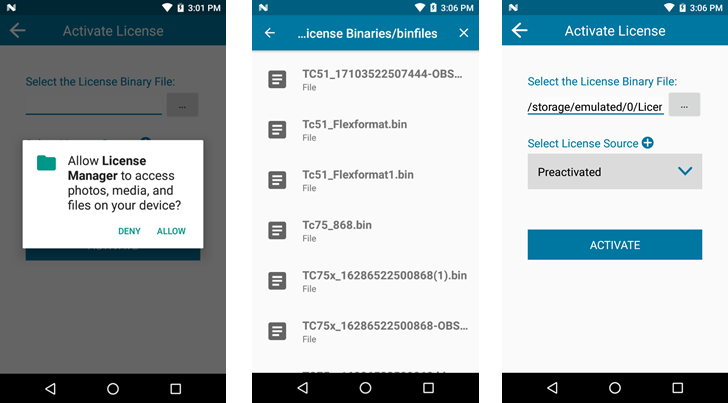 3:01 PM
Activate License
Select the License Binary File:
...
Allow License
Manager to access
photos, media, and
files on your device?
DENY ALLOW
3:06 PM
...icense Binaries/binfiles
TC51_17103522507444-OBS...
File
Tc51_Flexformat.bin
File
Tc51_Flexformat1.bin
File
Tc75_868.bin
File
TC75x_16286522500868(1).bin
File
TC75x_16286522500868-OBS...
File
3:06 PM
Activate License
Select the License Binary File:
/storage/emulated/0/Licer
...
Select License Source
Preactivated
ACTIVATE